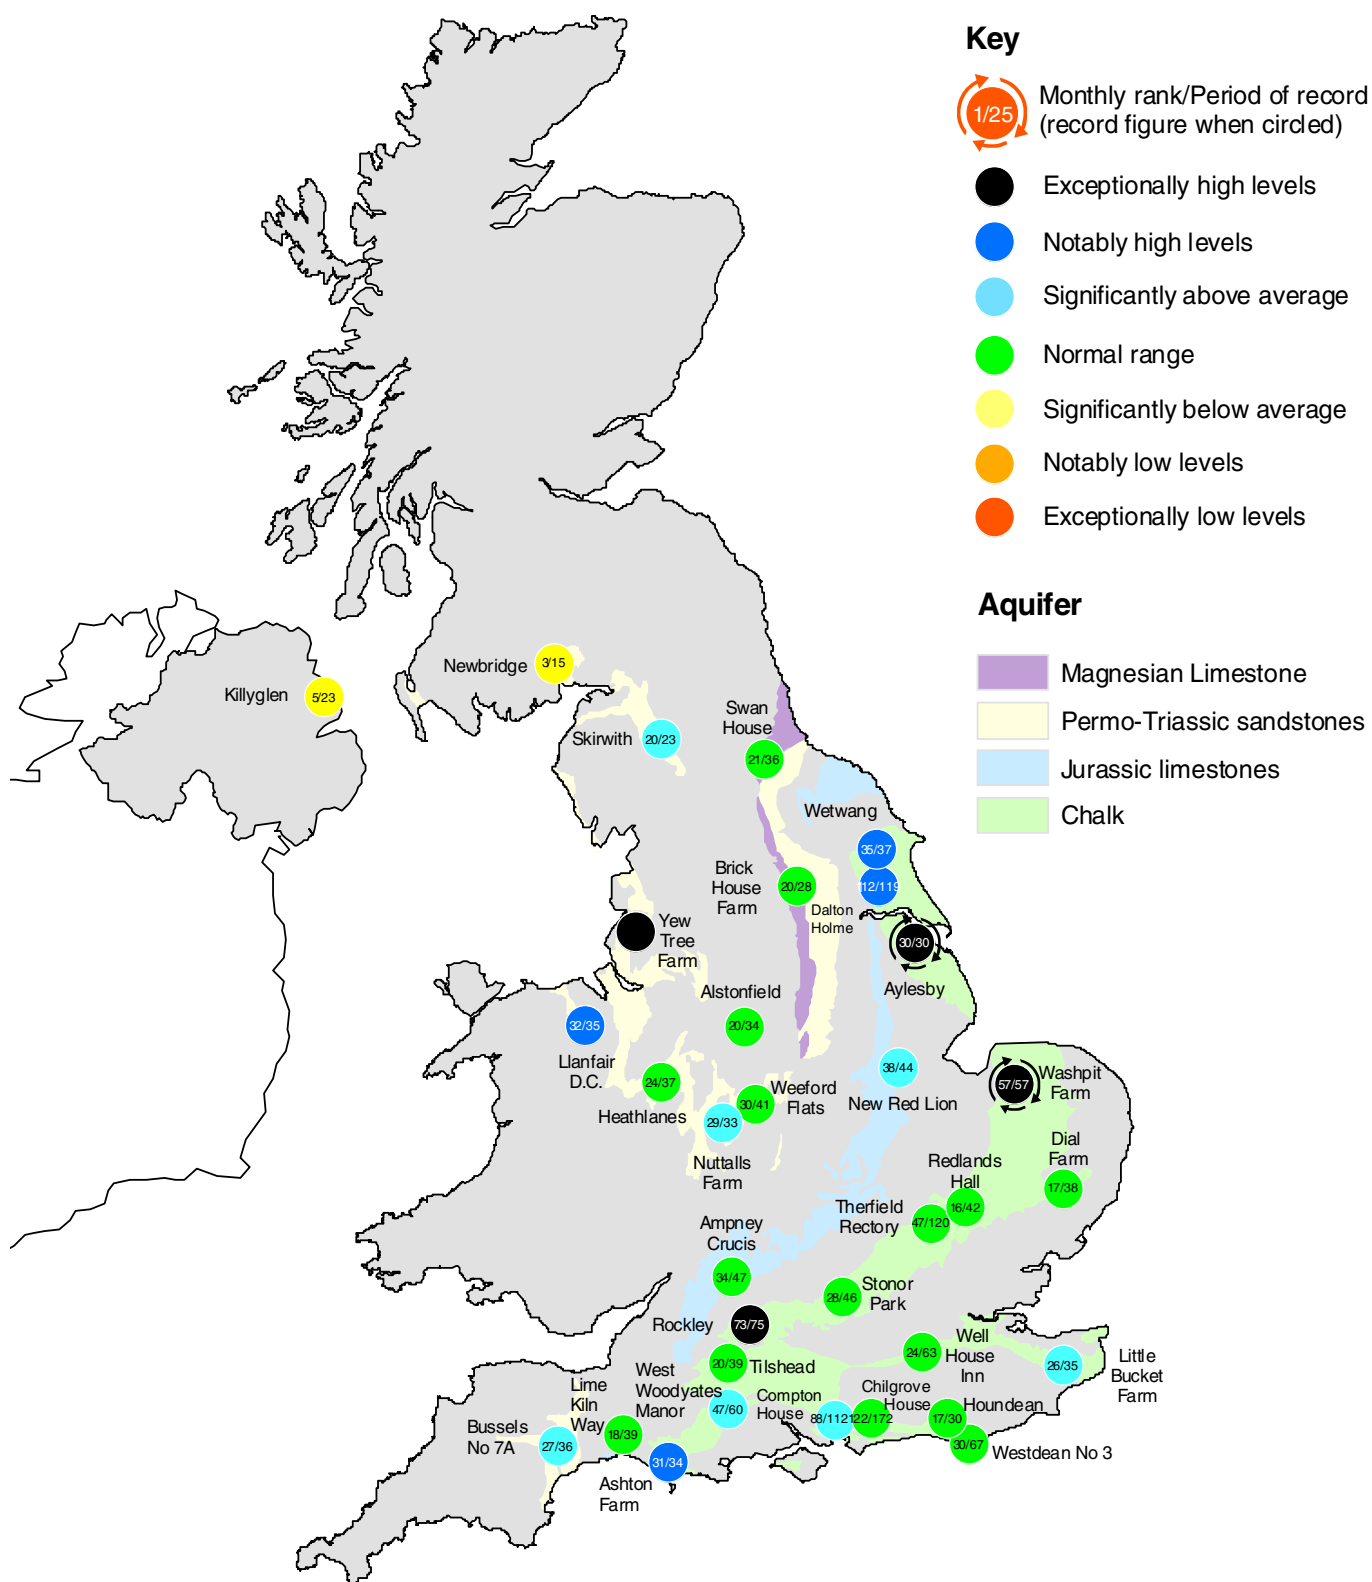 Key
1/25
Monthly rank/Period of record
(record figure when circled)
Exceptionally high levels
Notably high levels
Significantly above average
Normal range
Significantly below average
Notably low levels
Exceptionally low levels
Aquifer
Magnesian Limestone
Permo-Triassic sandstones
Jurassic limestones
Chalk
Newbridge
3/15
Killyglen
5/23
Skirwith
20/23
Swan
House
21/36
Wetwang
35/37
112/119
Dalton
Holme
Brick
House
Farm
20/28
Yew
Tree
Farm
30/30
Aylesby
Alstonfield
20/34
32/35
Llanfair
D.C.
24/37
Heathlanes
38/44
New Red Lion
57/57
Washpit
Farm
30/41
Weeford
Flats
29/33
Nuttalls
Farm
Dial
Farm
17/38
Redlands
Hall
16/42
Therfield
Rectory
47/120
Ampney
Crucis
34/47
Stonor
Park
28/46
Rockley
73/75
20/39
Tilshead
24/63
Well
House
Inn
26/35
Little
Bucket
Farm
West
Woodyates
Manor
47/60
Compton
House
88/112
Chilgrove
House
122/172
Houndean
17/30
30/67
Westdean No 3
Lime
Kiln
Way
18/39
Bussels
No 7A
27/36
31/34
Ashton
Farm